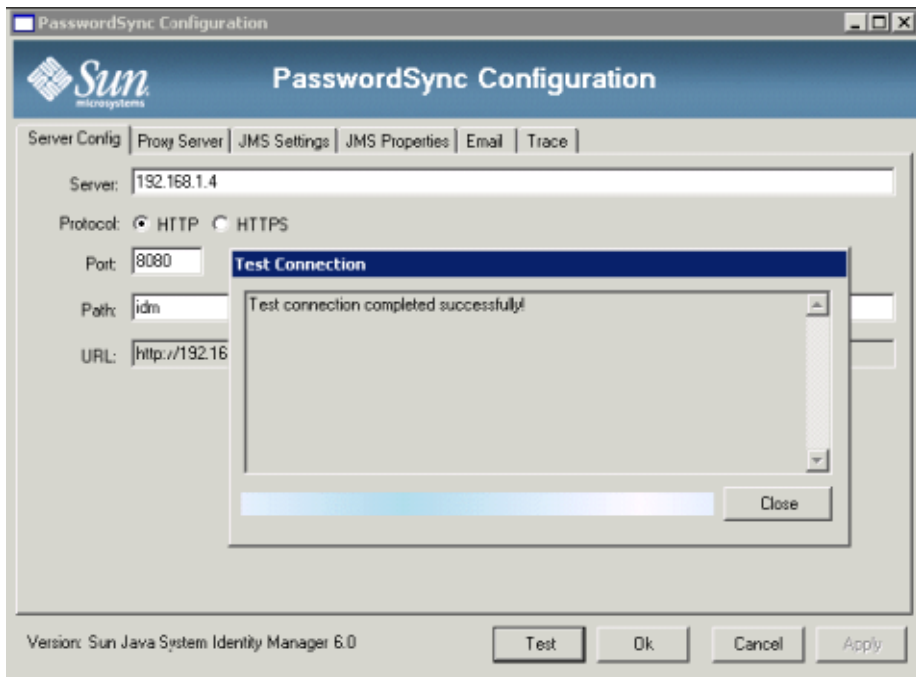 PasswordSync Configuration
Sun
microsystems
PasswordSync Configuration
Server Config Proxy Server JMS Settings JMS Properties Email Trace
Server: 192.168.1.4
Protocol: HTTP HTTPS
Port: 8080
Test Connection
Path: idm
Test connection completed successfully!
URL: http://192.16
Close
Version: Sun Java System Identity Manager 6.0
Test Ok Cancel Apply